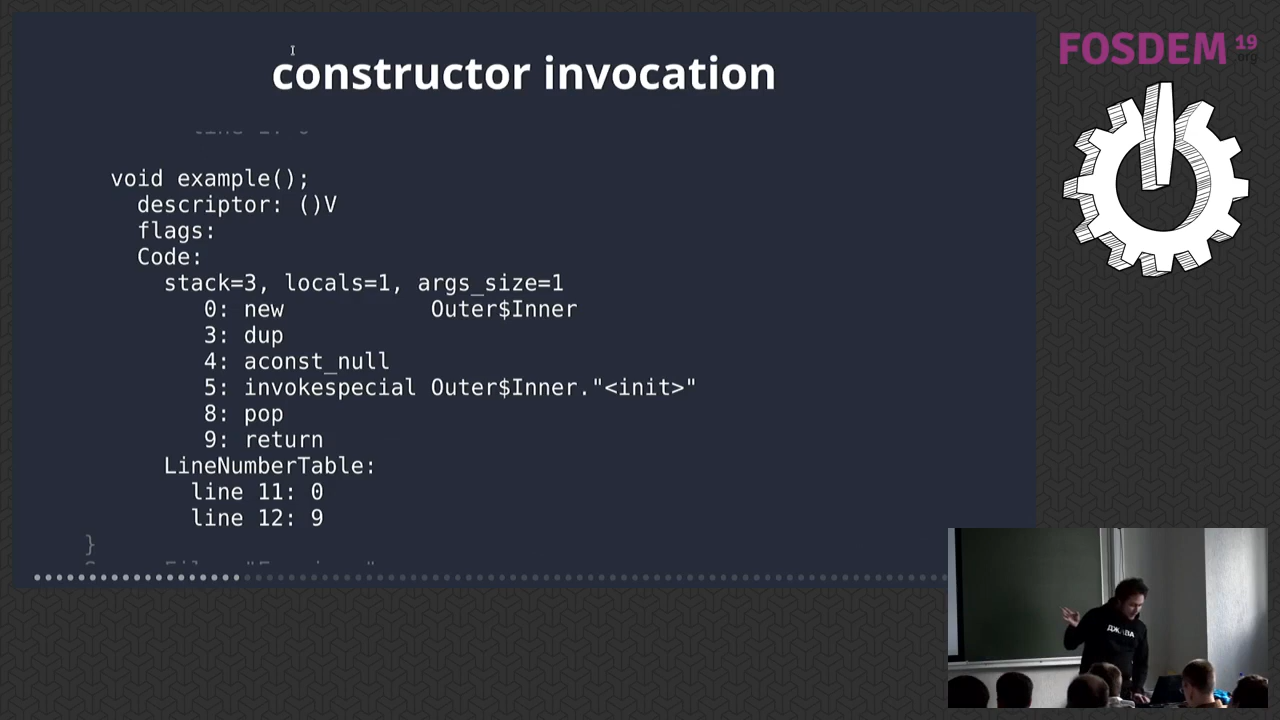 constructor invocation
void example();
descriptor: ()V
flags:
Code:
stack=3, locals=1, args_size=1
0: new Outer$Inner
3: dup
4: aconst_null
5: invokespecial Outer$Inner."<init>"
8: pop
9: return
LineNumberTable:
line 11: 0
line 12: 9
}
FOSDEM 19
.org